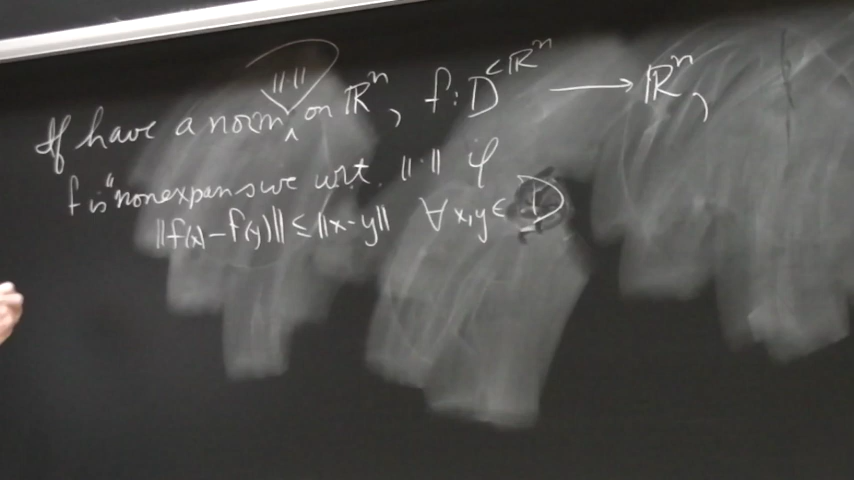 If have a norm ‖·‖ on ℝⁿ, f: D ⊂ ℝⁿ ⟶ ℝⁿ,
f is "nonexpansive wrt. ‖·‖ if
‖f(x)-f(y)‖ ≤ ‖x-y‖ ∀ x,y ∈ D